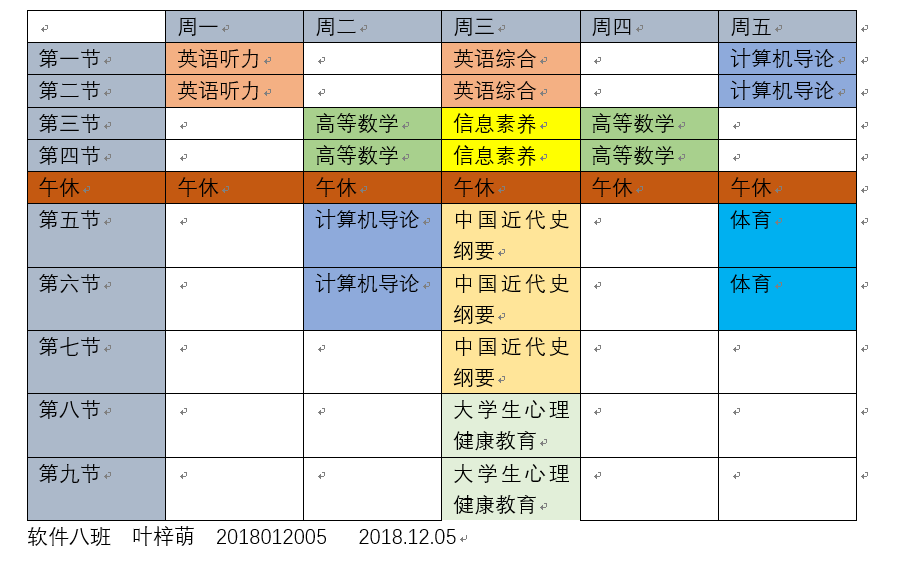 周一 周二 周三 周四 周五
第一节 英语听力 英语综合 计算机导论
第二节 英语听力 英语综合 计算机导论
第三节 高等数学 信息素养 高等数学
第四节 高等数学 信息素养 高等数学
午休 午休 午休 午休 午休 午休
第五节 计算机导论 中国近代史 体育
纲要
第六节 计算机导论 中国近代史 体育
纲要
第七节 中国近代史
纲要
第八节 大学生心理
健康教育
第九节 大学生心理
健康教育
软件八班 叶梓萌 2018012005 2018.12.05